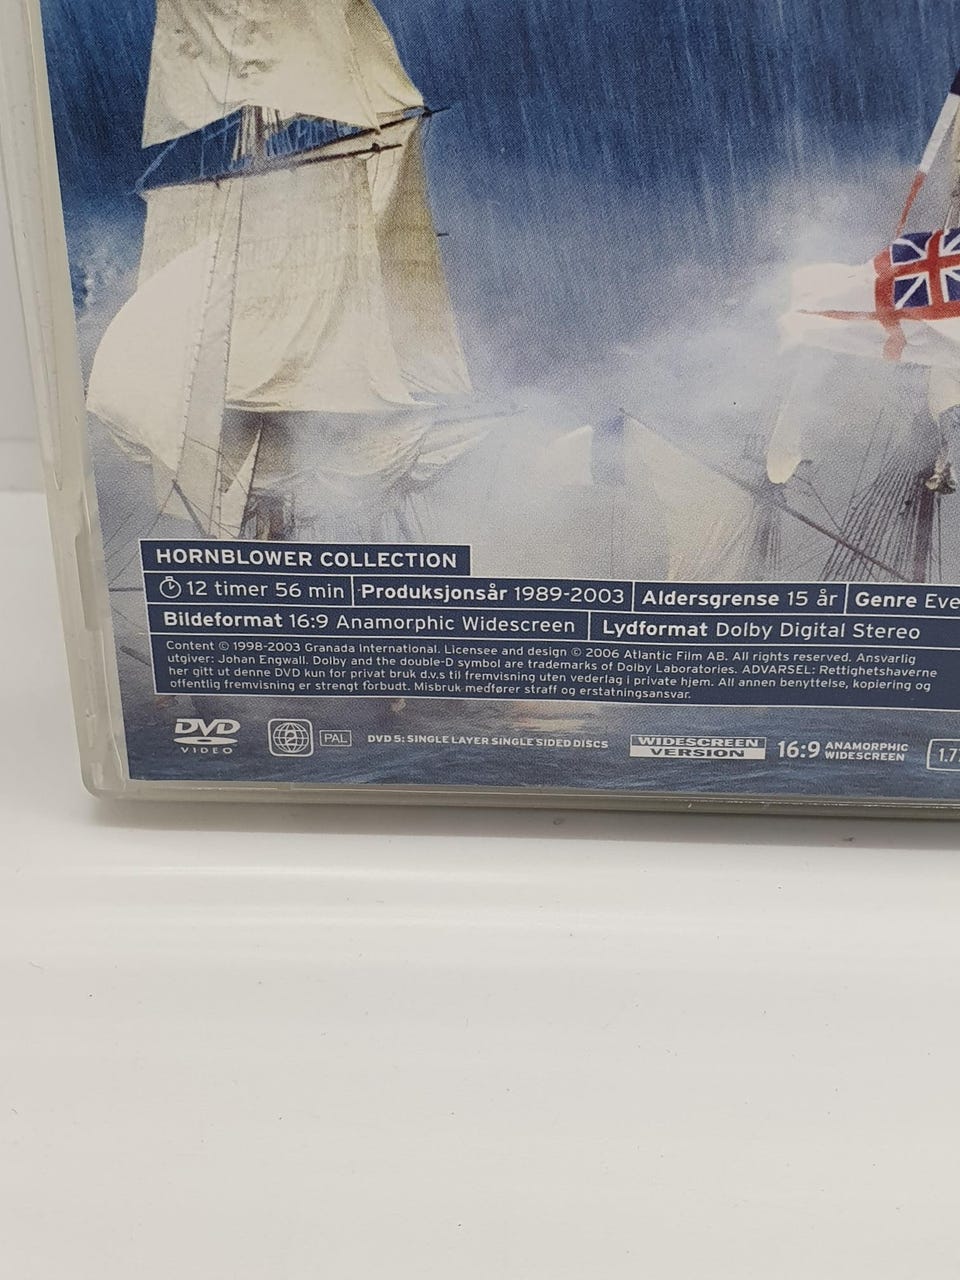 HORNBLOWER COLLECTION
12 timer 56 min Produksjonsår 1989-2003 Aldersgrense 15 år Genre Eve
Bildeformat 16:9 Anamorphic Widescreen Lydformat Dolby Digital Stereo
Content © 1998-2003 Granada International. Licensee and design © 2006 Atlantic Film AB. All rights reserved. Ansvarlig
utgiver: Johan Engwall. Dolby and the double-D symbol are trademarks of Dolby Laboratories. ADVARSEL: Rettighetshaverne
her gitt ut denne DVD kun for privat bruk d.v.s til fremvisning uten vederlag i private hjem. All annen benyttelse, kopiering og
offentlig fremvisning er strengt forbudt. Misbruk medfører straff og erstatningsansvar.
DVD VIDEO 2 PAL DVD 5: SINGLE LAYER SINGLE SIDED DISCS WIDESCREEN VERSION 16:9 ANAMORPHIC WIDESCREEN 1.7